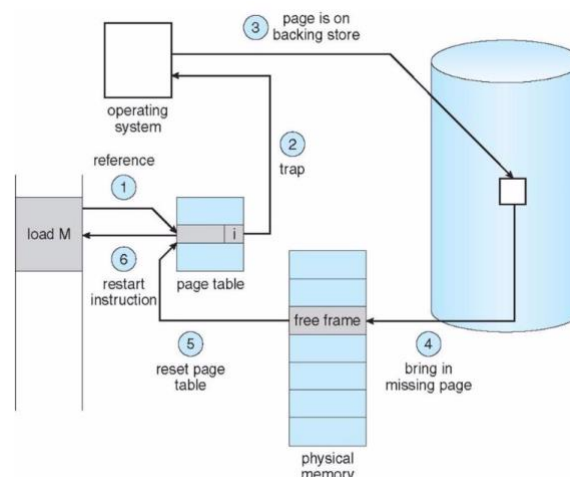 3
page is on
backing store
operating
system
2
trap
reference
1
load M
i
6
restart
instruction
page table
free frame
5
reset page
table
4
bring in
missing page
physical
memory